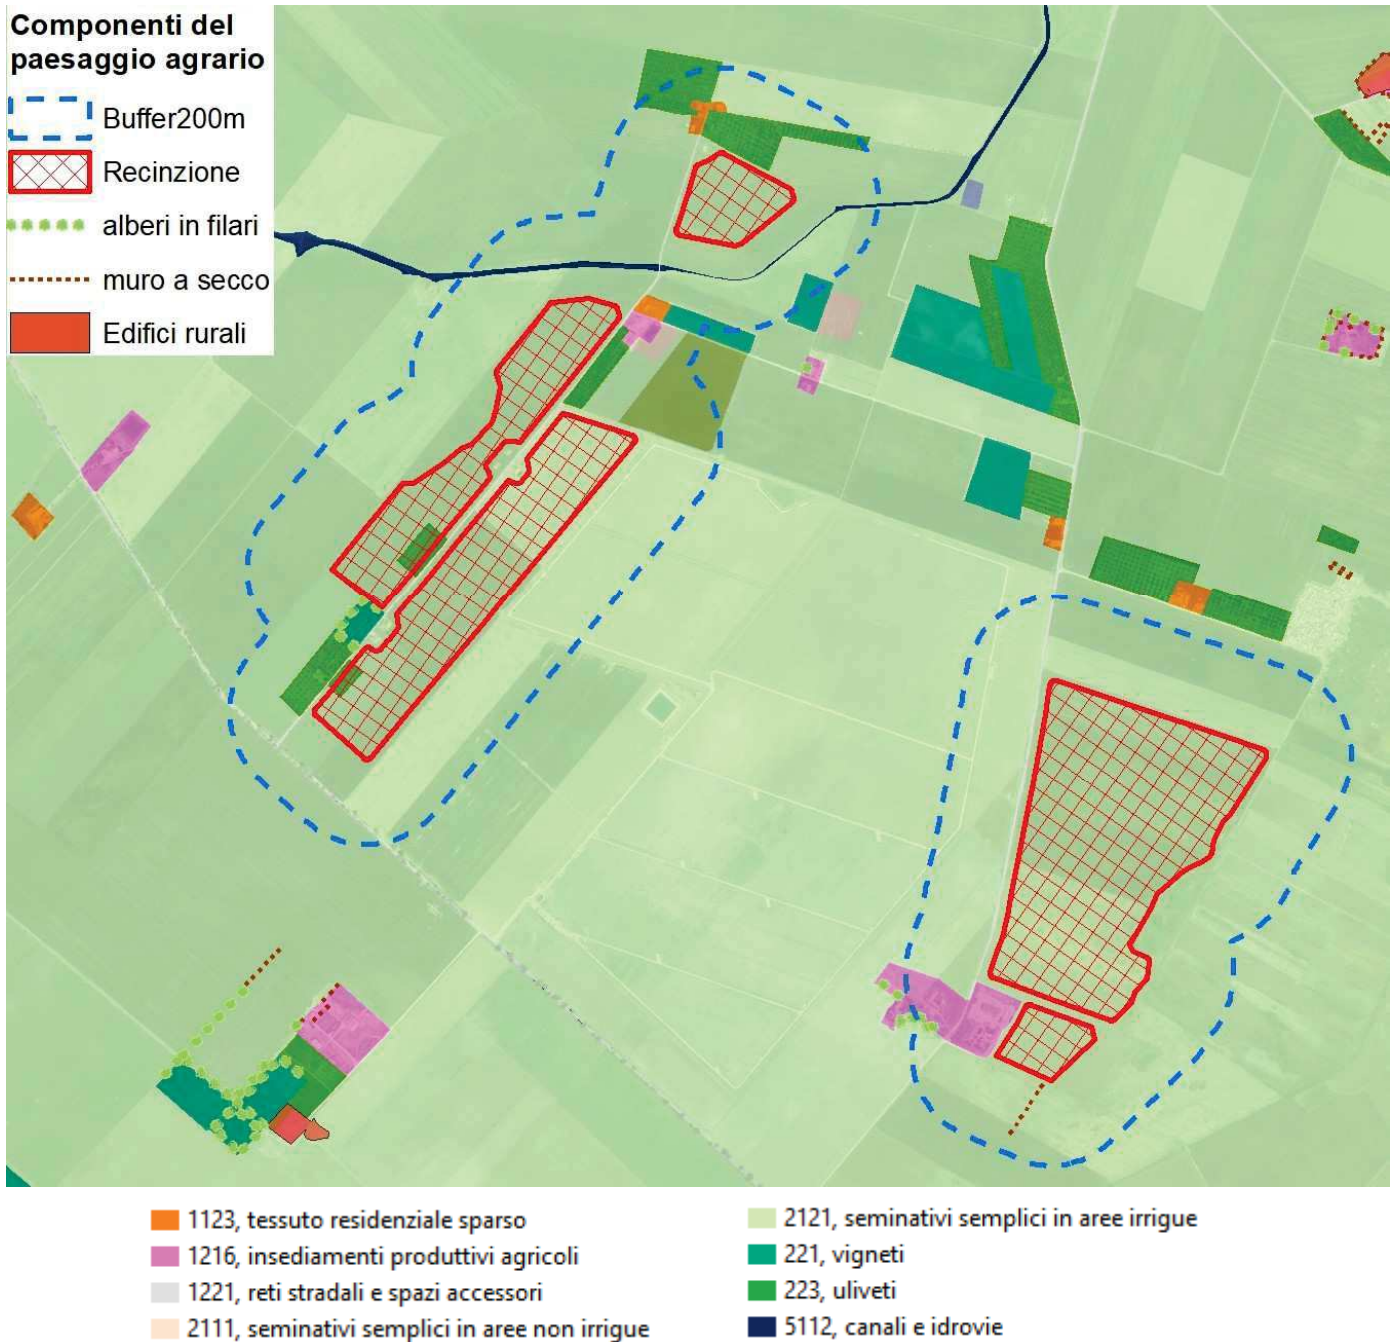 Componenti del
paesaggio agrario
Buffer200m
Recinzione
alberi in filari
muro a secco
Edifici rurali
1123, tessuto residenziale sparso
1216, insediamenti produttivi agricoli
1221, reti stradali e spazi accessori
2111, seminativi semplici in aree non irrigue
2121, seminativi semplici in aree irrigue
221, vigneti
223, uliveti
5112, canali e idrovie